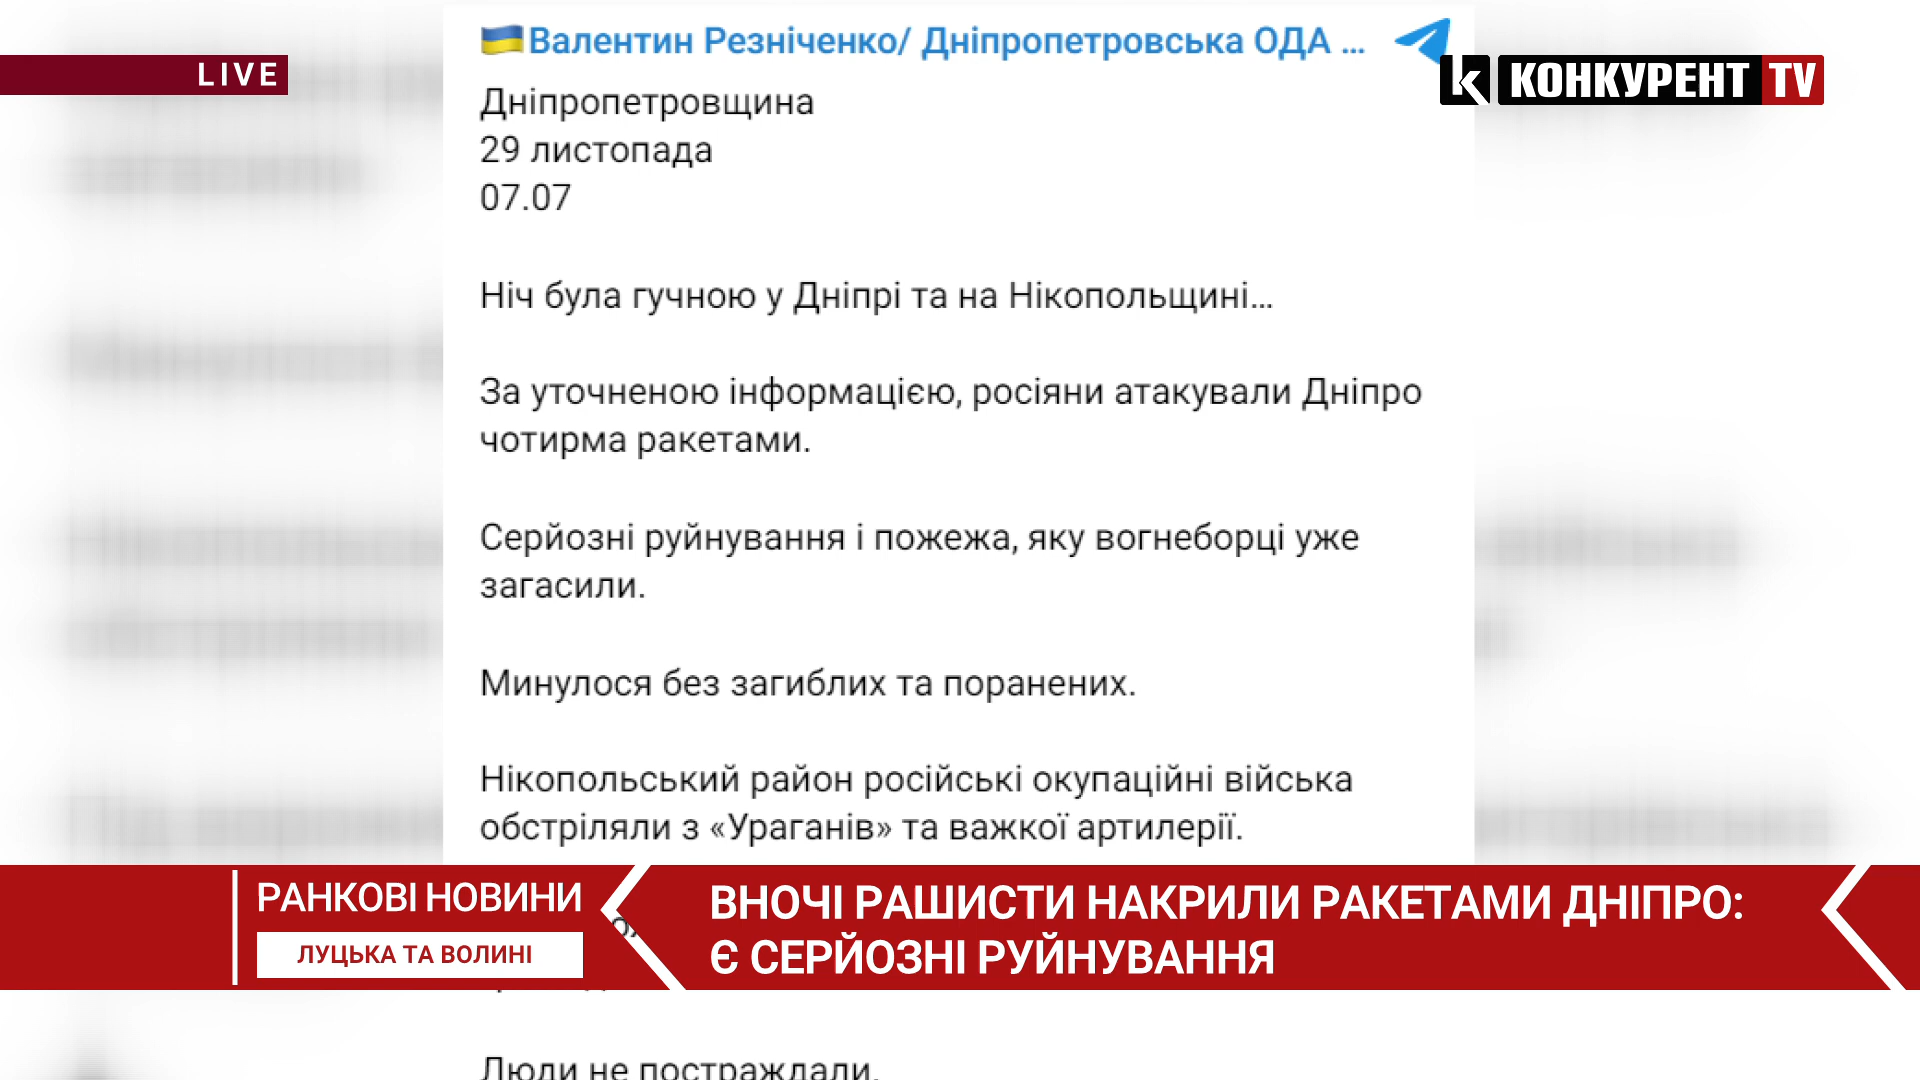 🇺🇦Валентин Резніченко/ Дніпропетровська ОДА ...
LIVE
k КОНКУРЕНТ TV
Дніпропетровщина
29 листопада
07.07
Ніч була гучною у Дніпрі та на Нікопольщині...
За уточненою інформацією, росіяни атакували Дніпро
чотирма ракетами.
Серйозні руйнування і пожежа, яку вогнеборці уже
загасили.
Минулося без загиблих та поранених.
Нікопольський район російські окупаційні війська
обстріляли з «Ураганів» та важкої артилерії.
РАНКОВІ НОВИНИ
ЛУЦЬКА ТА ВОЛИНІ
ВНОЧІ РАШИСТИ НАКРИЛИ РАКЕТАМИ ДНІПРО:
Є СЕРЙОЗНІ РУЙНУВАННЯ
Люди не постраждали.